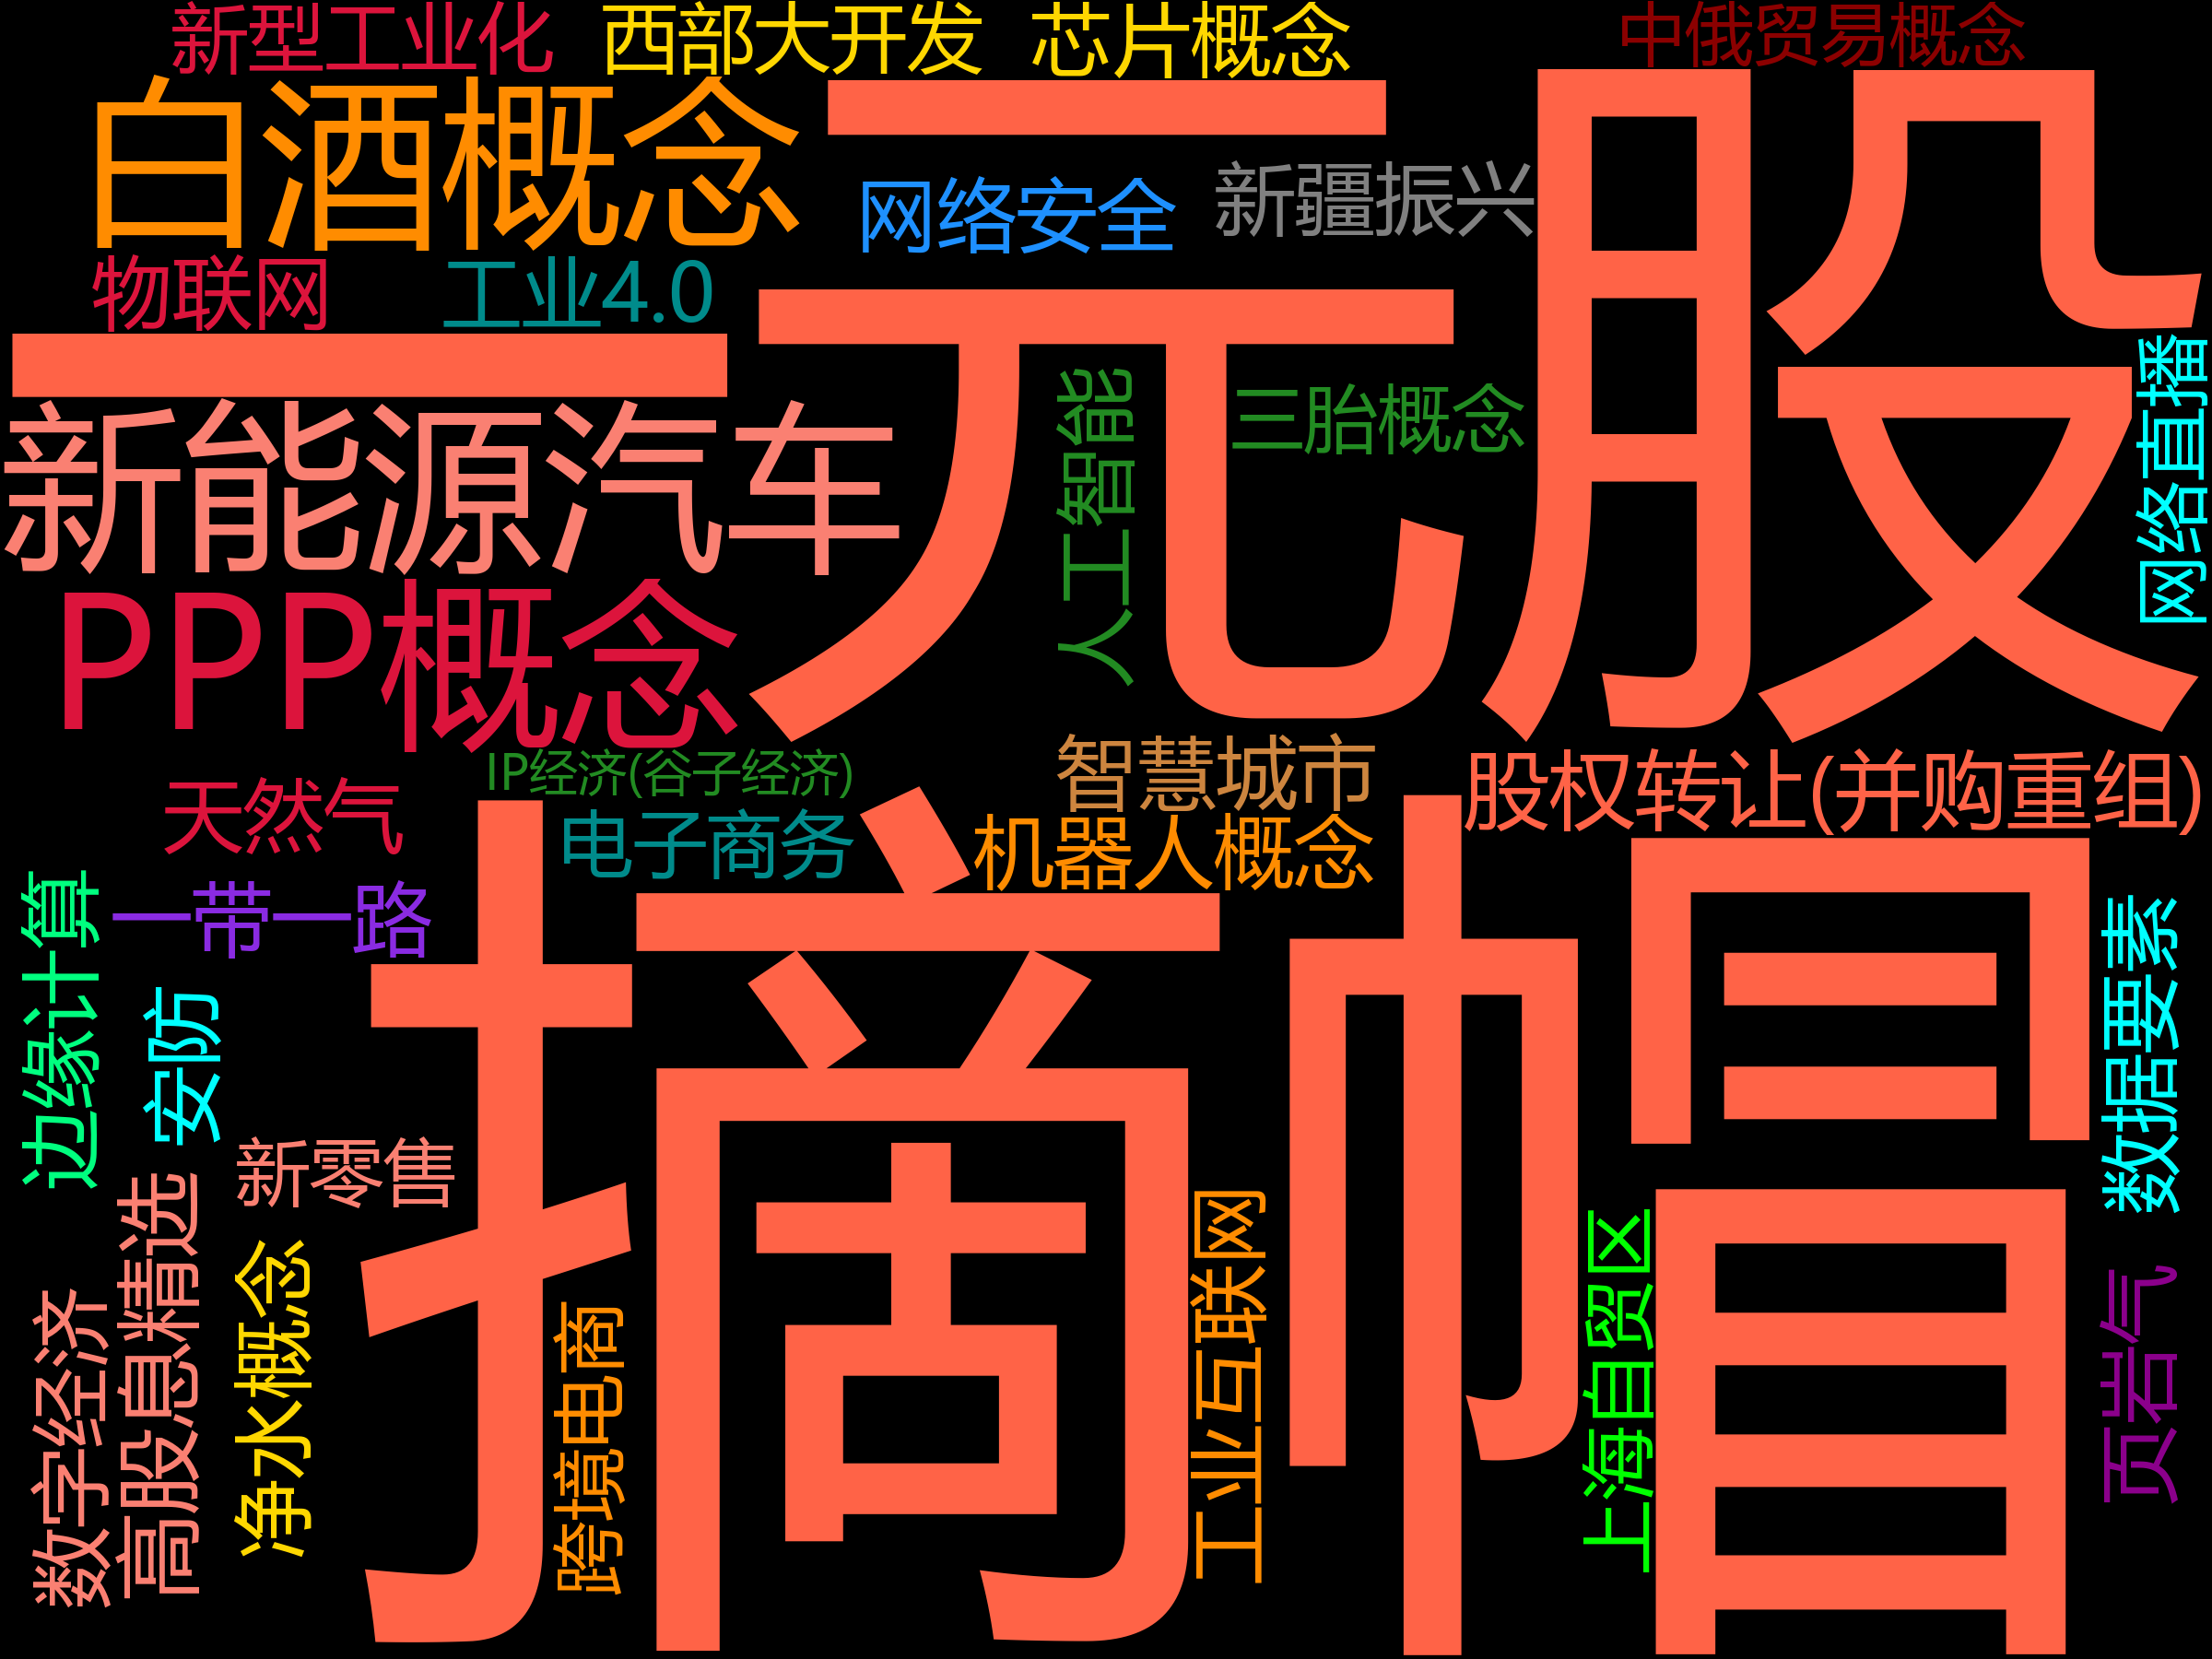 新型工业化
西部大开发
芯片概念
中俄贸易概念
白酒概念
网络安全
新疆振兴
物联网
工业4.0
一元股
三胎概念
人工智能
网络直播
新能源汽车
PPP概念
IP经济(谷子经济)
智慧城市
股权转让(并购重组)
天然气
电子商务
机器人概念
摘帽
一带一路
边缘计算
安防
数据要素
新零售
高股息精选
数字经济
净水概念
跨境电商
工业互联网
上海自贸区
页岩气